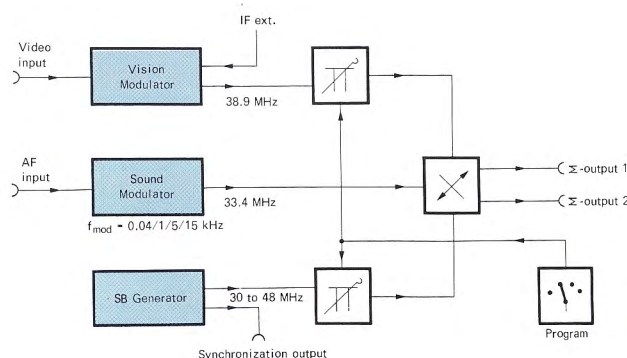 IF ext.
Video
input
Vision
Modulator
38.9 MHz
AF
input
Sound
Modulator
33.4 MHz
fmod = 0.04/1/5/15 kHz
Σ-output 1
Σ-output 2
SB Generator
30 to 48 MHz
Program
Synchronization output